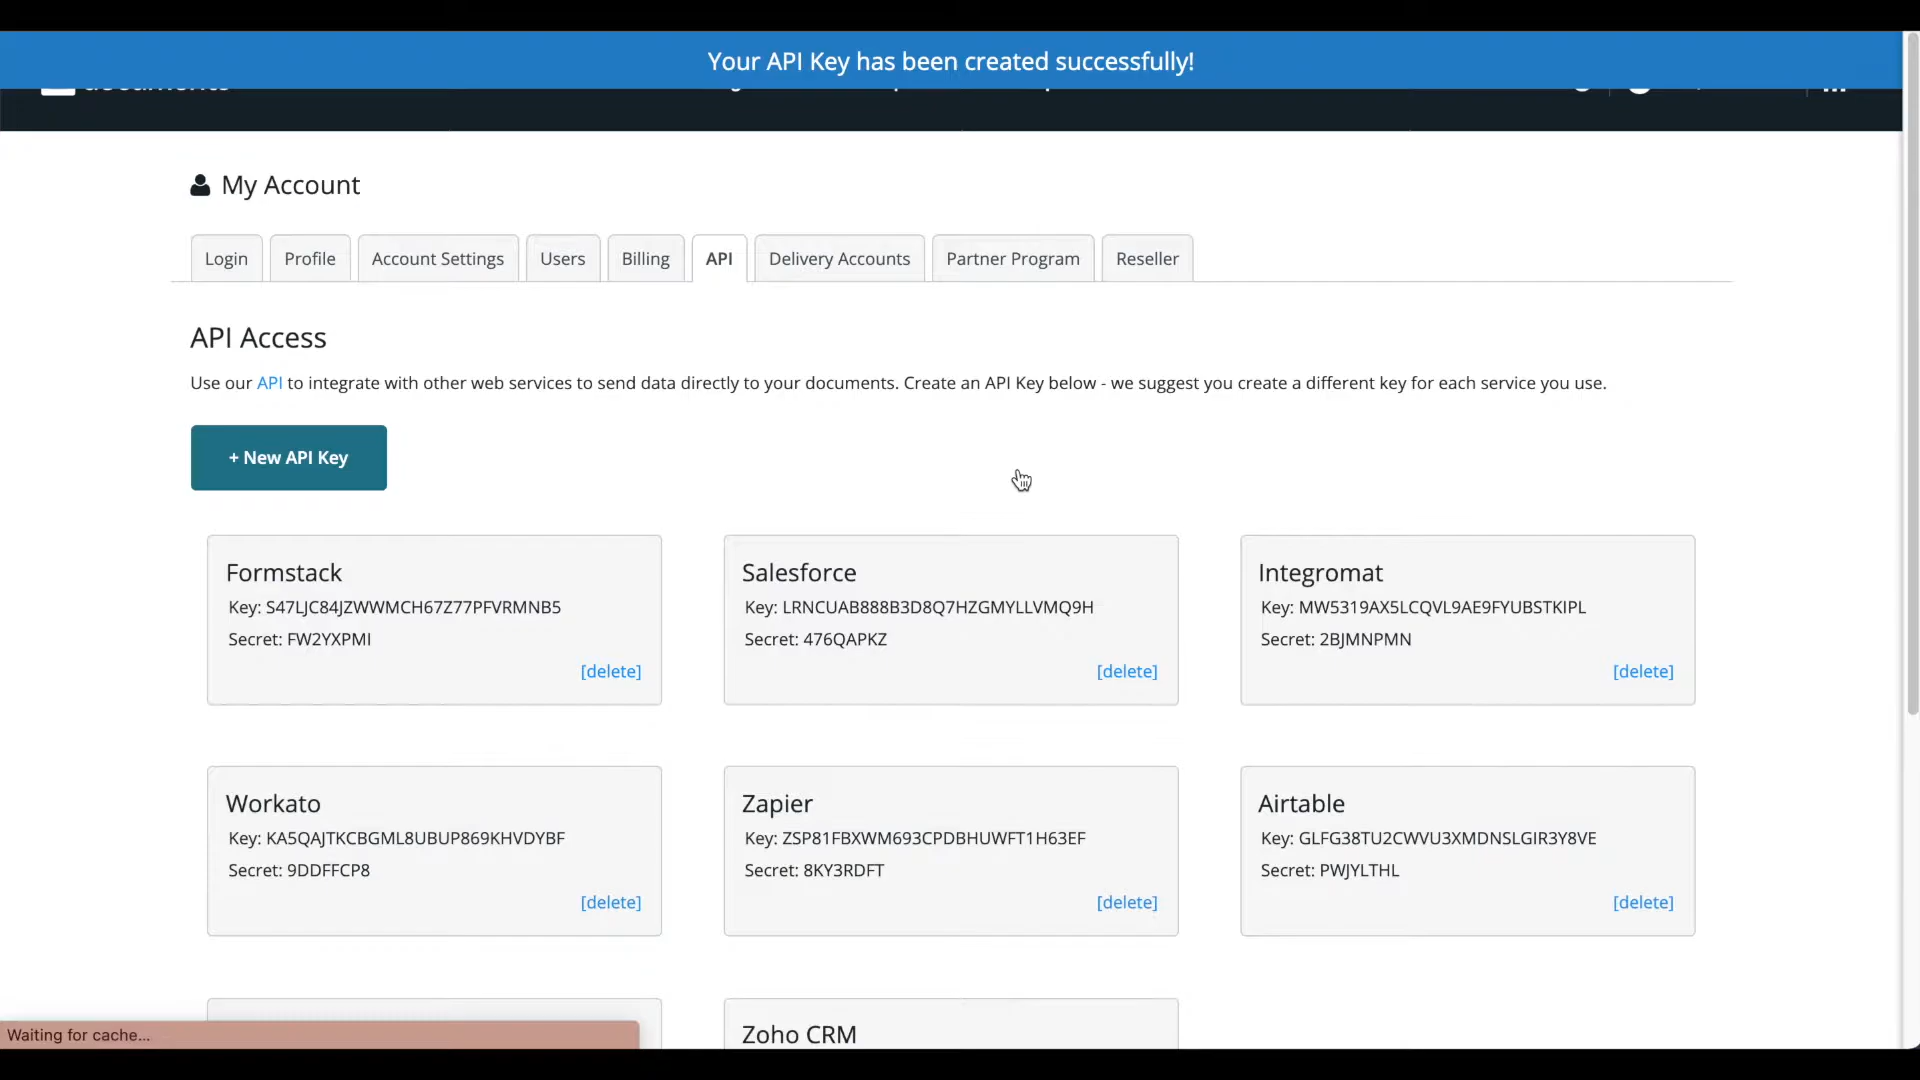 Your API Key has been created successfully!
My Account
Login
Profile
Account Settings
Users
Billing
API
Delivery Accounts
Partner Program
Reseller
API Access
Use our API to integrate with other web services to send data directly to your documents. Create an API Key below - we suggest you create a different key for each service you use.
+ New API Key
Formstack
Key: S47LJC84JZWWMCH67Z77PFVRMNB5
Secret: FW2YXPMI
[delete]
Salesforce
Key: LRNCUAB888B3D8Q7HZGMYLLVMQ9H
Secret: 476QAPKZ
[delete]
Integromat
Key: MW5319AX5LCQVL9AE9FYUBSTKIPL
Secret: 2BJMNPMN
[delete]
Workato
Key: KA5QAJTKCBGML8UBUP869KHVDYBF
Secret: 9DDFFCP8
[delete]
Zapier
Key: ZSP81FBXWM693CPDBHUWFT1H63EF
Secret: 8KY3RDFT
[delete]
Airtable
Key: GLFG38TU2CWVU3XMDNSLGIR3Y8VE
Secret: PWJYLTHL
[delete]
Zoho CRM
Waiting for cache...